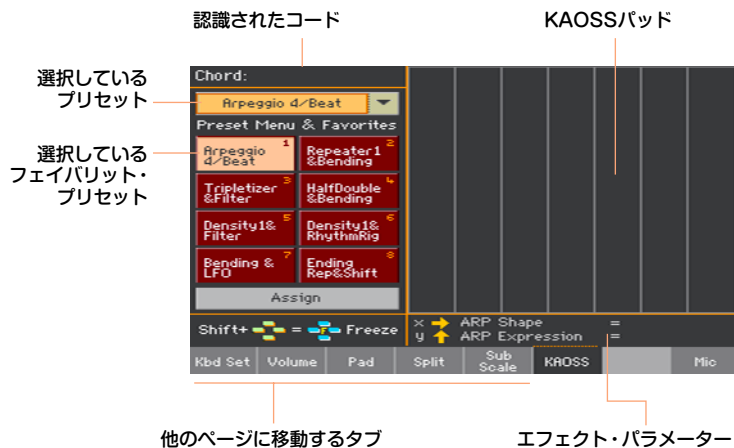 認識されたコード
KAOSSパッド
選択している
プリセット
選択している
フェイバリット・
プリセット
Chord:
Arpeggio 4/Beat
Preset Menu & Favorites
Arpeggio 1
4/Beat
Repeater1 2
&Bending
Tripletizer 3
&Filter
HalfDouble 4
&Bending
Density1& 5
Filter
Density1& 6
RhythmRig
Bending & 7
LFO
Ending 8
Rep&Shift
Assign
Shift+ = F Freeze
x ARP Shape =
y ARP Expression =
Kbd Set Volume Pad Split Sub Scale KAOSS Mic
他のページに移動するタブ
エフェクト・パラメーター